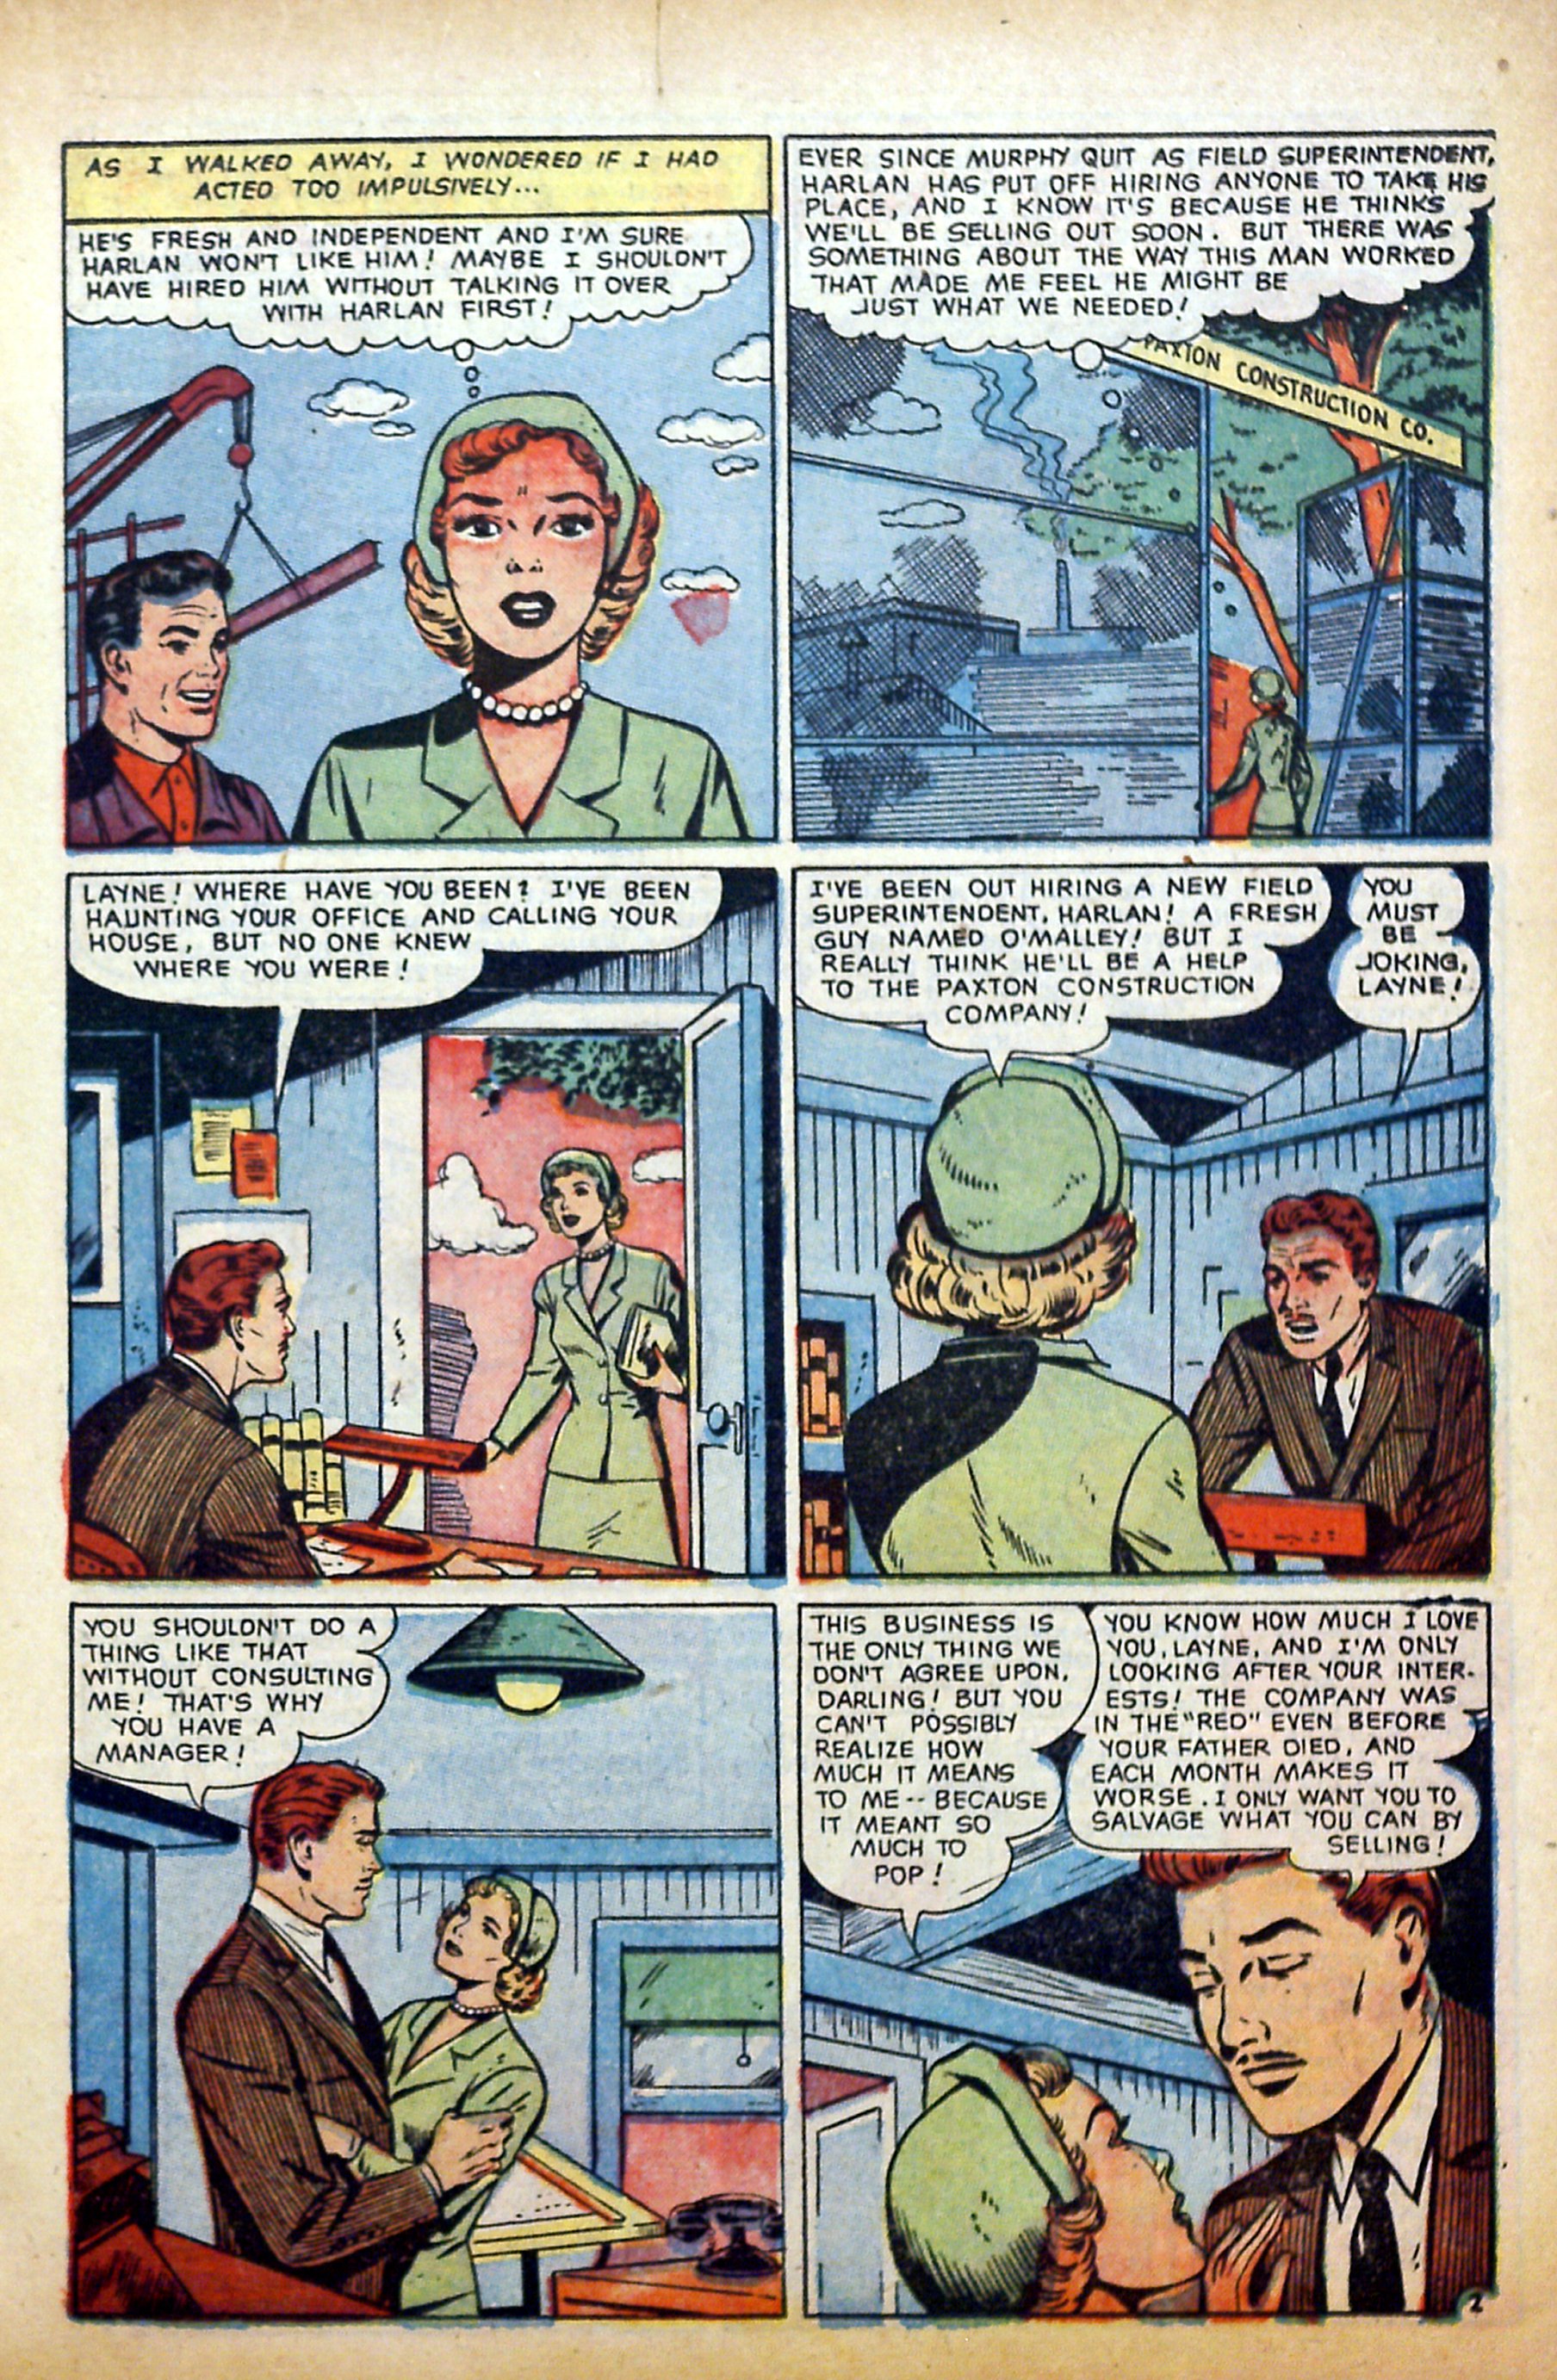 AS I WALKED AWAY, I WONDERED IF I HAD
ACTED TOO IMPULSIVELY...
HE'S FRESH AND INDEPENDENT AND I'M SURE
HARLAN WON'T LIKE HIM! MAYBE I SHOULDN'T
HAVE HIRED HIM WITHOUT TALKING IT OVER
WITH HARLAN FIRST!
EVER SINCE MURPHY QUIT AS FIELD SUPERINTENDENT,
HARLAN HAS PUT OFF HIRING ANYONE TO TAKE HIS
PLACE, AND I KNOW IT'S BECAUSE HE THINKS
WE'LL BE SELLING OUT SOON. BUT THERE WAS
SOMETHING ABOUT THE WAY THIS MAN WORKED
THAT MADE ME FEEL HE MIGHT BE
JUST WHAT WE NEEDED!
PAXTON CONSTRUCTION CO.
LAYNE! WHERE HAVE YOU BEEN? I'VE BEEN
HAUNTING YOUR OFFICE AND CALLING YOUR
HOUSE, BUT NO ONE KNEW
WHERE YOU WERE!
I'VE BEEN OUT HIRING A NEW FIELD
SUPERINTENDENT, HARLAN! A FRESH
GUY NAMED O'MALLEY! BUT I
REALLY THINK HE'LL BE A HELP
TO THE PAXTON CONSTRUCTION
COMPANY!
YOU
MUST
BE
JOKING,
LAYNE!
YOU SHOULDN'T DO A
THING LIKE THAT
WITHOUT CONSULTING
ME! THAT'S WHY
YOU HAVE A
MANAGER!
THIS BUSINESS IS
THE ONLY THING WE
DON'T AGREE UPON,
DARLING! BUT YOU
CAN'T POSSIBLY
REALIZE HOW
MUCH IT MEANS
TO ME -- BECAUSE
IT MEANT SO
MUCH TO
POP!
YOU KNOW HOW MUCH I LOVE
YOU, LAYNE, AND I'M ONLY
LOOKING AFTER YOUR INTER-
ESTS! THE COMPANY WAS
IN THE "RED" EVEN BEFORE
YOUR FATHER DIED, AND
EACH MONTH MAKES IT
WORSE. I ONLY WANT YOU TO
SALVAGE WHAT YOU CAN BY
SELLING!
2